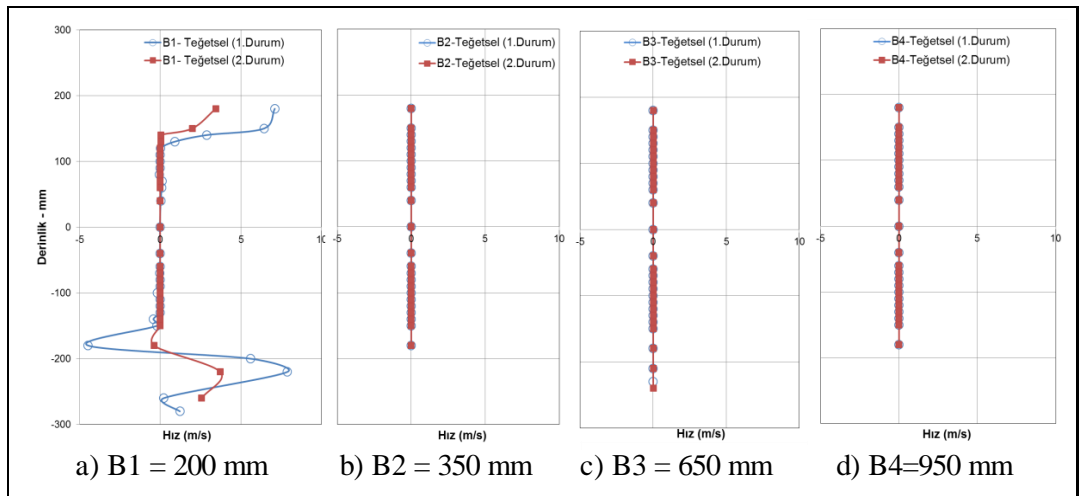 B1- Teğetsel (1.Durum)
B1- Teğetsel (2.Durum)
300
200
100
0
-100
-200
-300
-5
0
5
10
Derinlik - mm
Hız (m/s)
a) B1 = 200 mm
B2-Teğetsel (1.Durum)
B2-Teğetsel (2.Durum)
-5
0
5
10
Hız (m/s)
b) B2 = 350 mm
B3-Teğetsel (1.Durum)
B3-Teğetsel (2.Durum)
-5
0
5
10
Hız (m/s)
c) B3 = 650 mm
B4-Teğetsel (1.Durum)
B4-Teğetsel (2.Durum)
-5
0
5
10
Hız (m/s)
d) B4=950 mm